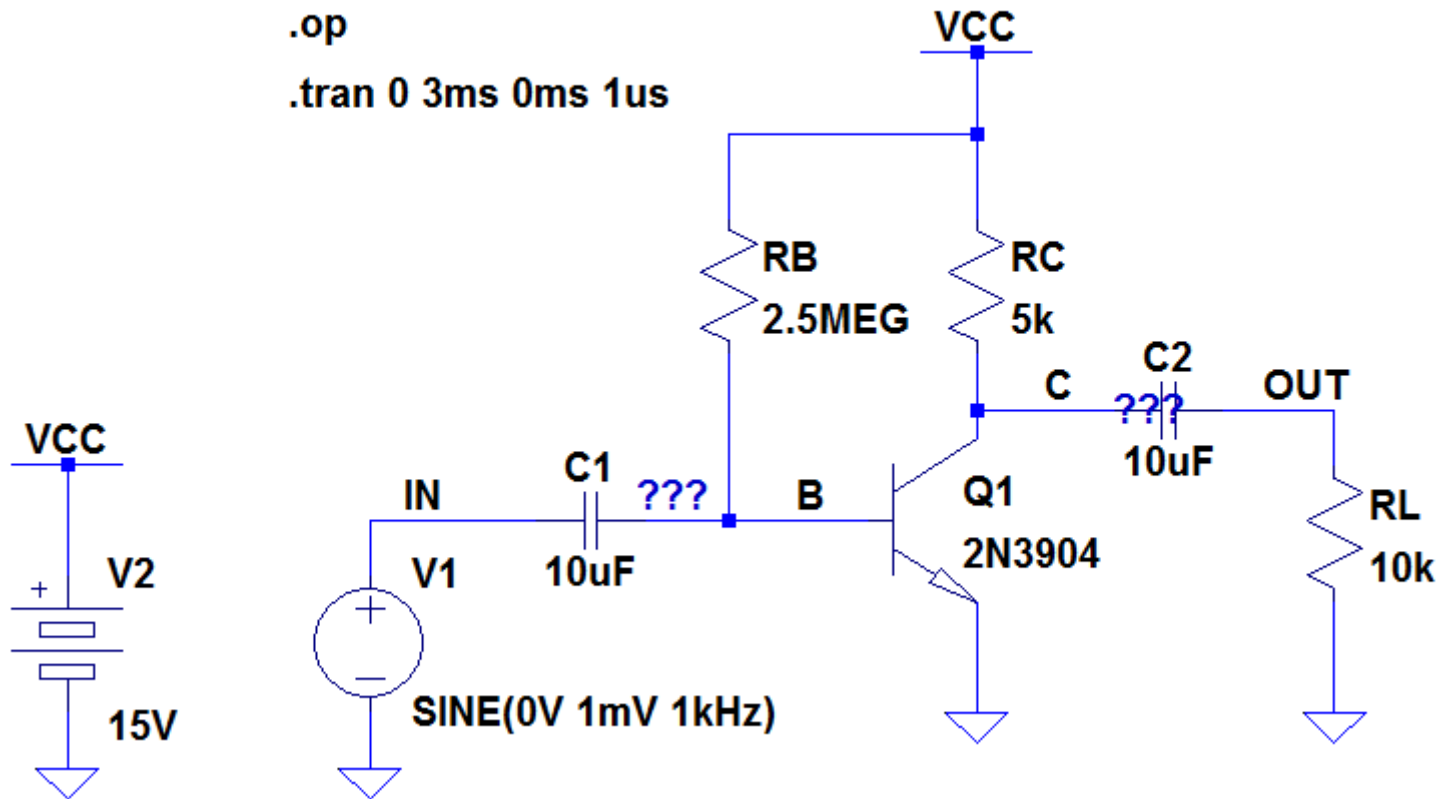 .op
VCC
.tran 0 3ms 0ms 1us
RB
2.5MEG
RC
5k
C
C2
???
10uF
OUT
VCC
IN
C1
???
10uF
B
Q1
2N3904
RL
10k
+
V2
15V
V1
+
−
SINE(0V 1mV 1kHz)